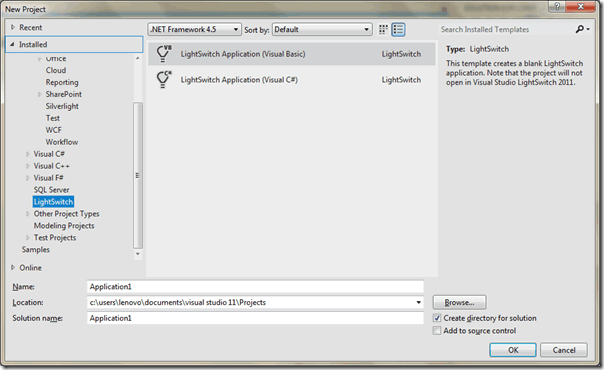 New Project
Recent
Installed
Office
Cloud
Reporting
SharePoint
Silverlight
Test
WCF
Workflow
Visual C#
Visual C++
Visual F#
SQL Server
LightSwitch
Other Project Types
Modeling Projects
Test Projects
Samples
Online
.NET Framework 4.5 Sort by: Default
VB LightSwitch Application (Visual Basic) LightSwitch
C# LightSwitch Application (Visual C#) LightSwitch
Search Installed Templates
Type: LightSwitch
This template creates a blank LightSwitch
application. Note that the project will not
open in Visual Studio LightSwitch 2011.
Name: Application1
Location: c:\users\lenovo\documents\visual studio 11\Projects Browse...
Solution name: Application1
Create directory for solution
Add to source control
OK Cancel